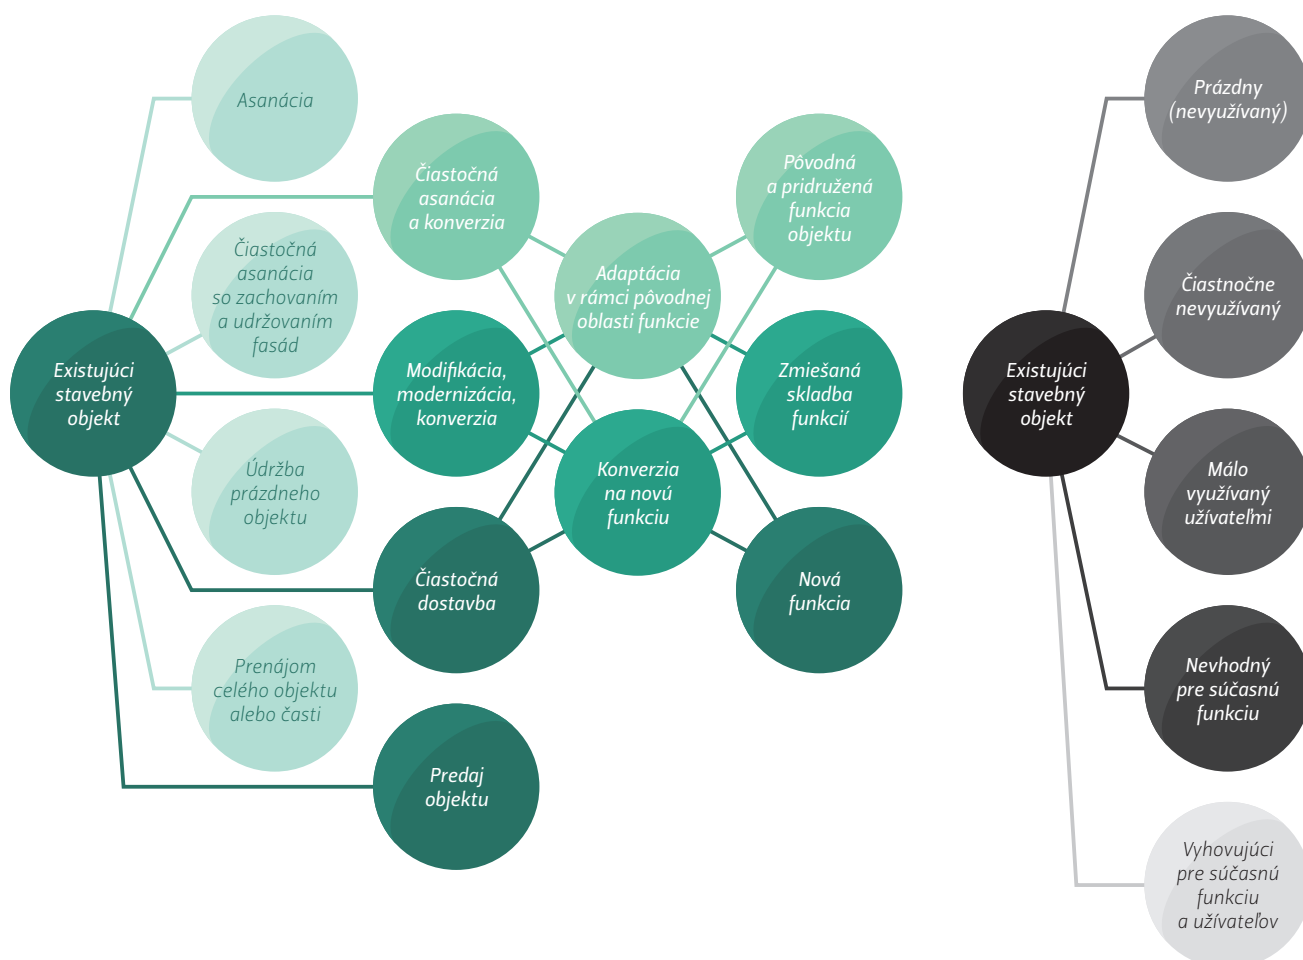 Asanácia
Čiastočná
asanácia
a konverzia
Pôvodná
a pridružená
funkcia
objektu
Čiastočná
asanácia
so zachovaním
a udržovaním
fasád
Adaptácia
v rámci pôvodnej
oblasti funkcie
Existujúci
stavebný
objekt
Modifikácia,
modernizácia,
konverzia
Zmiešaná
skladba
funkcií
Údržba
prázdneho
objektu
Konverzia
na novú
funkciu
Čiastočná
dostavba
Nová
funkcia
Prenájom
celého objektu
alebo časti
Predaj
objektu
Prázdny
(nevyužívaný)
Čiastnočne
nevyužívaný
Existujúci
stavebný
objekt
Málo
využívaný
užívateľmi
Nevhodný
pre súčasnú
funkciu
Vyhovujúci
pre súčasnú
funkciu
a užívateľov